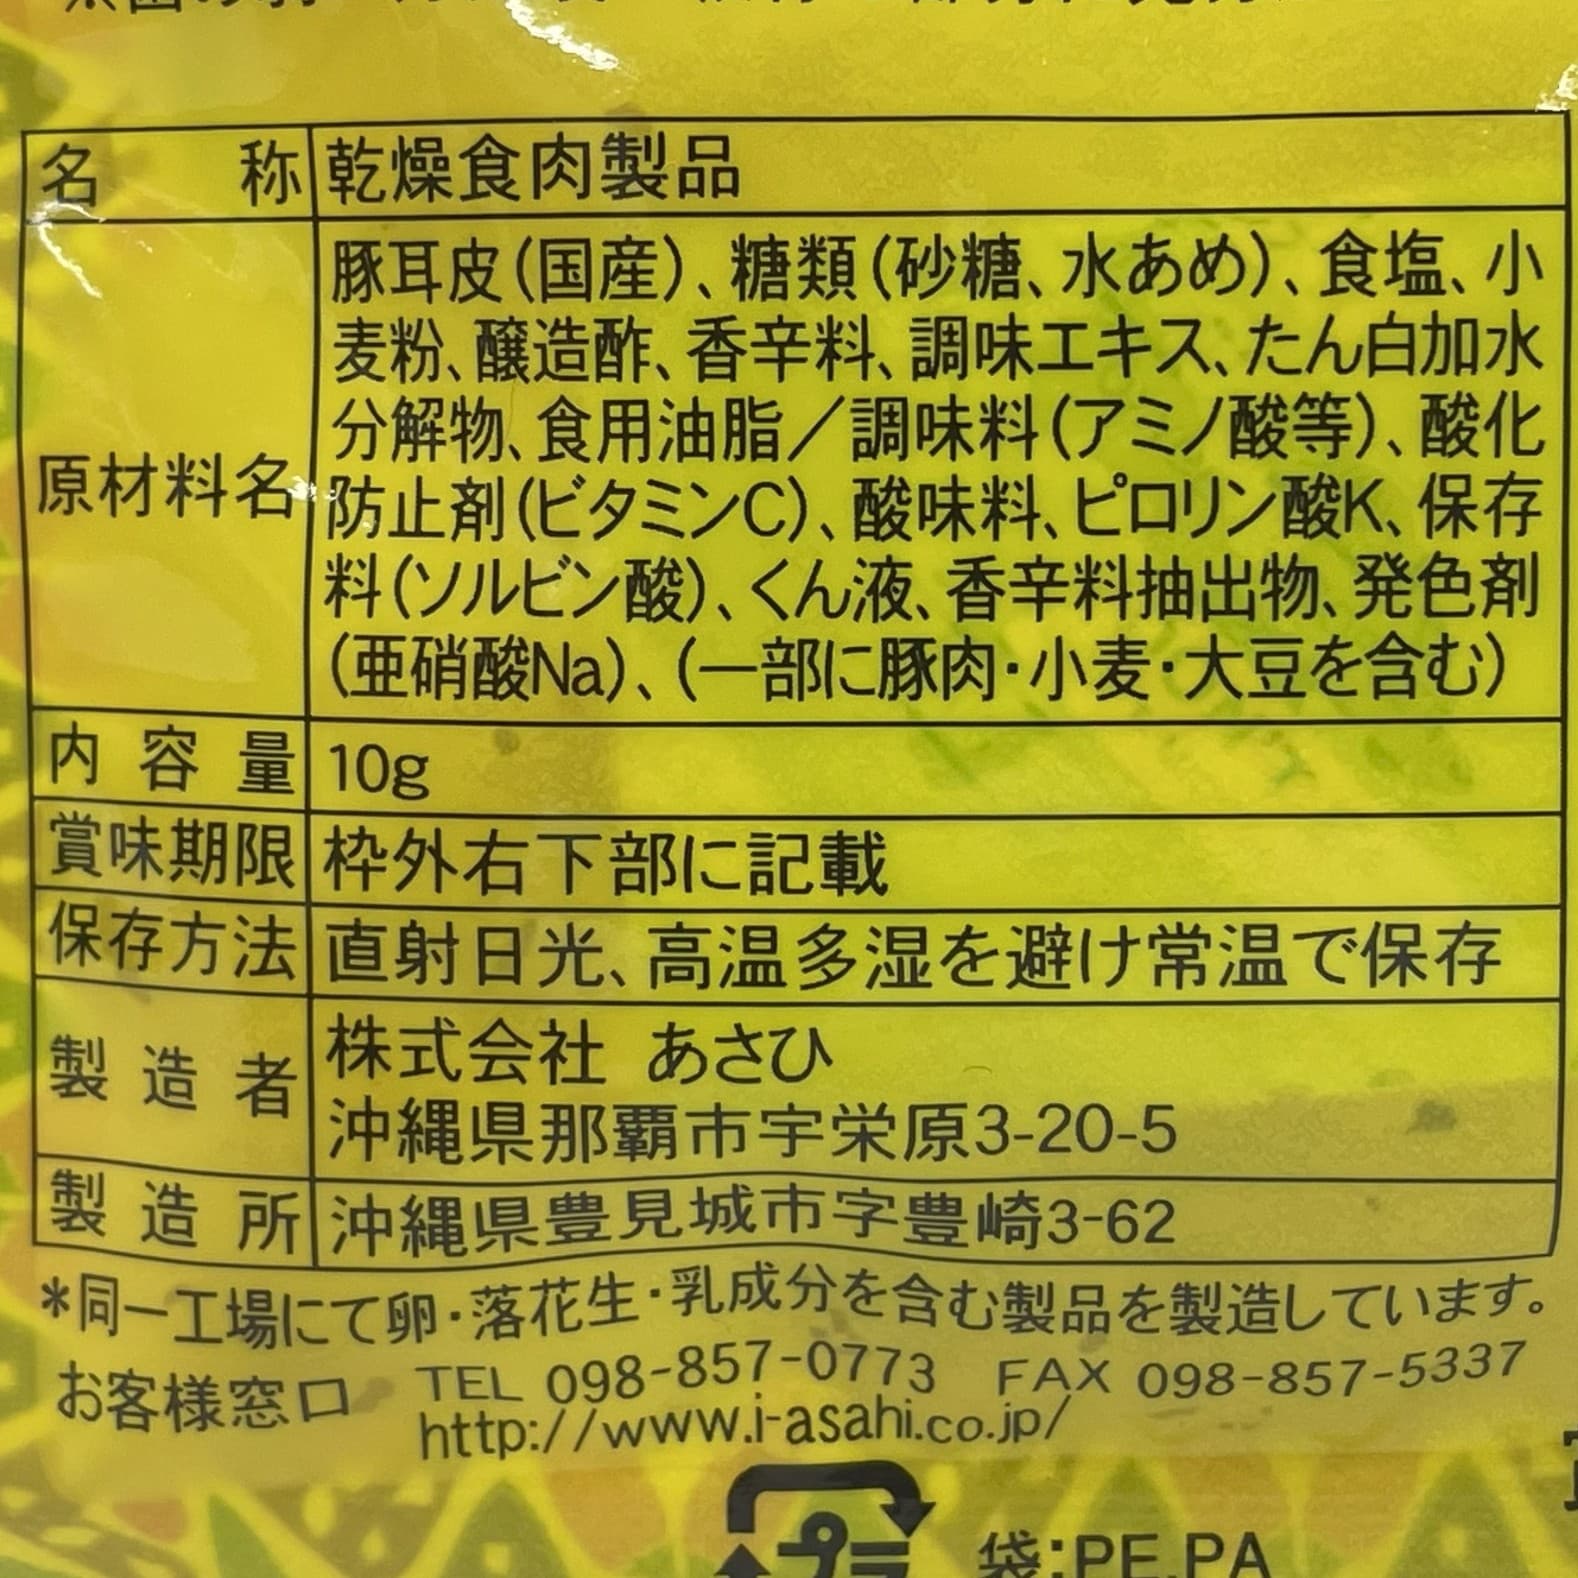 名称 乾燥食肉製品
原材料名
豚耳皮(国産)、糖類(砂糖、水あめ)、食塩、小
麦粉、醸造酢、香辛料、調味エキス、たん白加水
分解物、食用油脂/調味料(アミノ酸等)、酸化
防止剤(ビタミンC)、酸味料、ピロリン酸K、保存
料(ソルビン酸)、くん液、香辛料抽出物、発色剤
(亜硝酸Na)、(一部に豚肉・小麦・大豆を含む)
内容量 10g
賞味期限 枠外右下部に記載
保存方法 直射日光、高温多湿を避け常温で保存
製造者 株式会社 あさひ
沖縄県那覇市宇栄原3-20-5
製造所 沖縄県豊見城市字豊崎3-62
*同一工場にて卵・落花生・乳成分を含む製品を製造しています。
お客様窓口 TEL 098-857-0773 FAX 098-857-5337
http://www.i-asahi.co.jp/
プラ 袋:PE,PA